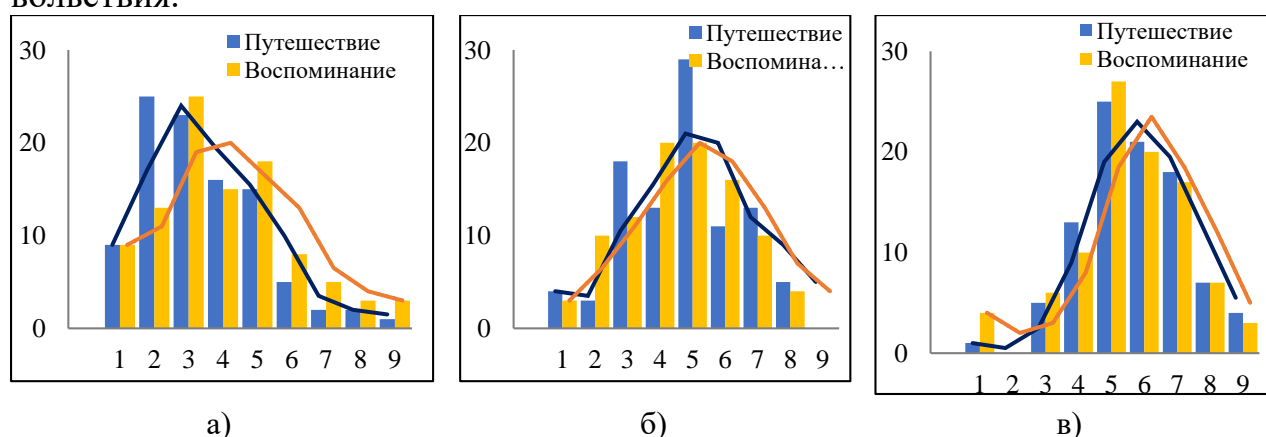 вольствия.
30
20
10
0
Путешествие
Воспоминание
1 2 3 4 5 6 7 8 9
а)
30
20
10
0
Путешествие
Воспомина…
1 2 3 4 5 6 7 8 9
б)
30
20
10
0
Путешествие
Воспоминание
1 2 3 4 5 6 7 8 9
в)